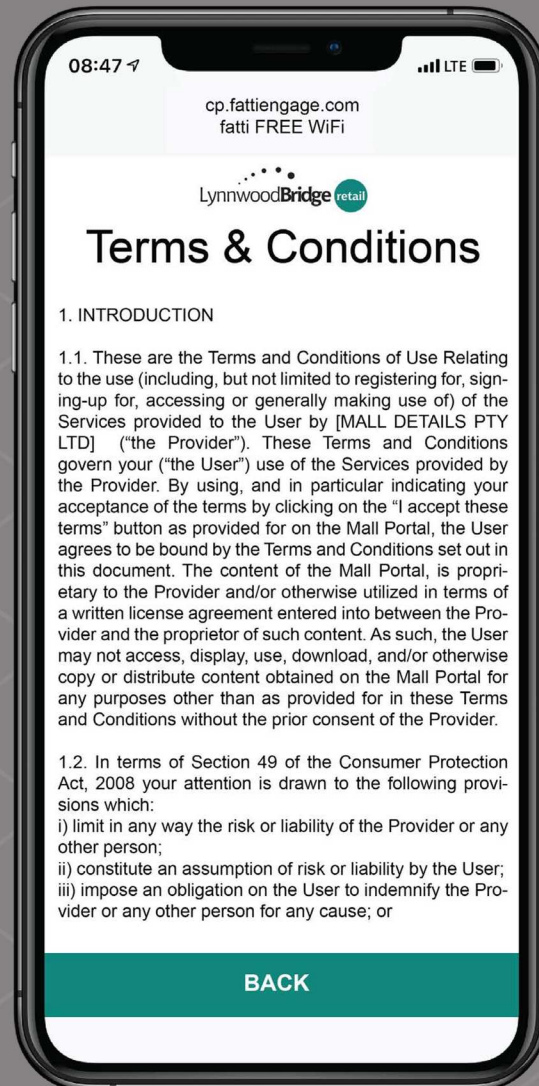 08:47
LTE
cp.fattiengage.com
fatti FREE WiFi
LynnwoodBridge retail
Terms & Conditions
1. INTRODUCTION
1.1. These are the Terms and Conditions of Use Relating
to the use (including, but not limited to registering for, sign-
ing-up for, accessing or generally making use of) of the
Services provided to the User by [MALL DETAILS PTY
LTD] (“the Provider”). These Terms and Conditions
govern your (“the User”) use of the Services provided by
the Provider. By using, and in particular indicating your
acceptance of the terms by clicking on the “I accept these
terms” button as provided for on the Mall Portal, the User
agrees to be bound by the Terms and Conditions set out in
this document. The content of the Mall Portal, is propri-
etary to the Provider and/or otherwise utilized in terms of
a written license agreement entered into between the Pro-
vider and the proprietor of such content. As such, the User
may not access, display, use, download, and/or otherwise
copy or distribute content obtained on the Mall Portal for
any purposes other than as provided for in these Terms
and Conditions without the prior consent of the Provider.
1.2. In terms of Section 49 of the Consumer Protection
Act, 2008 your attention is drawn to the following provi-
sions which:
i) limit in any way the risk or liability of the Provider or any
other person;
ii) constitute an assumption of risk or liability by the User;
iii) impose an obligation on the User to indemnify the Pro-
vider or any other person for any cause; or
BACK